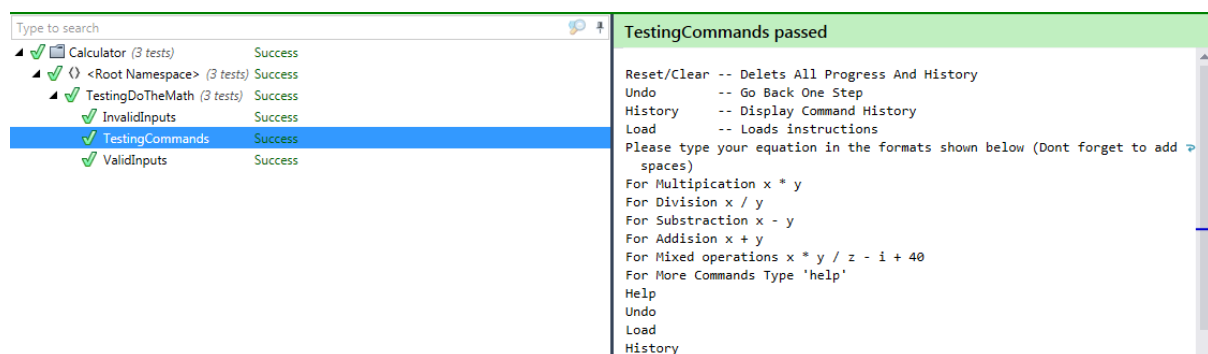 Type to search
Calculator (3 tests) Success
<Root Namespace> (3 tests) Success
TestingDoTheMath (3 tests) Success
InvalidInputs Success
TestingCommands Success
ValidInputs Success
TestingCommands passed
Reset/Clear -- Deletes All Progress And History
Undo -- Go Back One Step
History -- Display Command History
Load -- Loads instructions
Please type your equation in the formats shown below (Dont forget to add
spaces)
For Multipication x * y
For Division x / y
For Substraction x - y
For Addision x + y
For Mixed operations x * y / z - i + 40
For More Commands Type 'help'
Help
Undo
Load
History